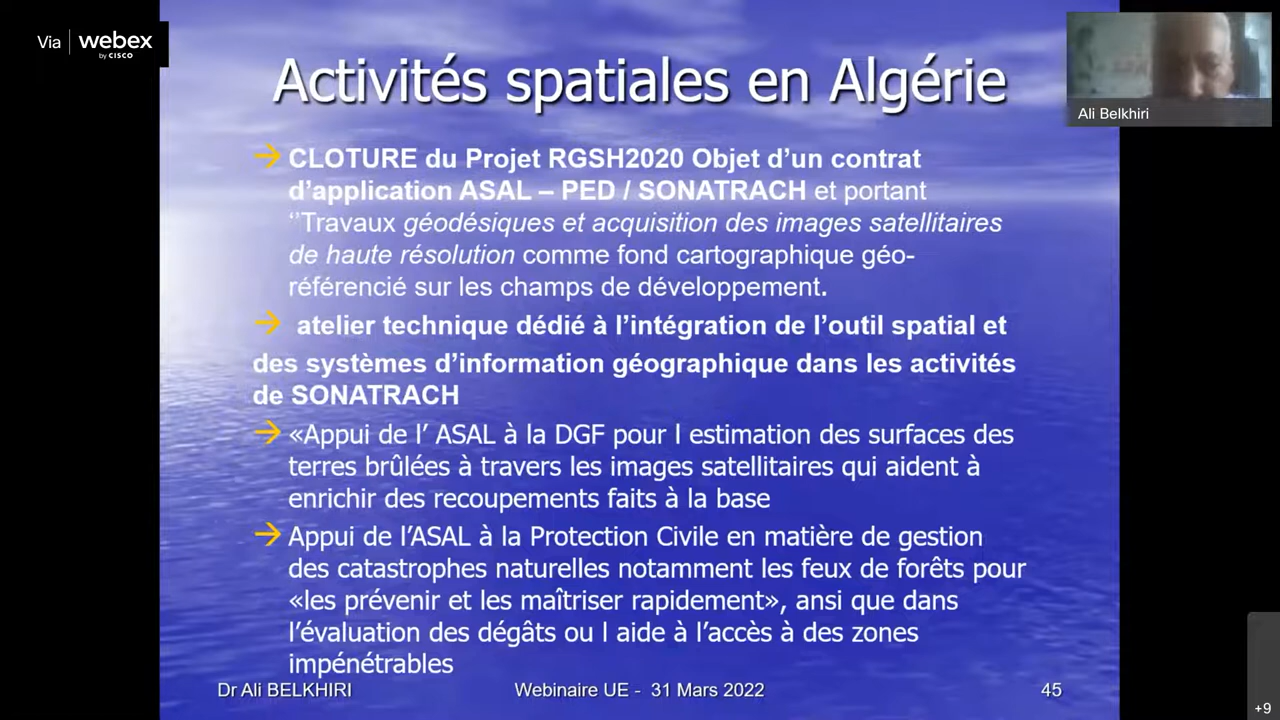 Via webex
by CISCO
Activités spatiales en Algérie
Ali Belkhiri
→ CLOTURE du Projet RGSH2020 Objet d’un contrat
d’application ASAL – PED / SONATRACH et portant
‘’Travaux géodésiques et acquisition des images satellitaires
de haute résolution comme fond cartographique géo-
référencié sur les champs de développement.
→ atelier technique dédié à l’intégration de l’outil spatial et
des systèmes d’information géographique dans les activités
de SONATRACH
→ «Appui de l’ ASAL à la DGF pour l estimation des surfaces des
terres brûlées à travers les images satellitaires qui aident à
enrichir des recoupements faits à la base
→ Appui de l’ASAL à la Protection Civile en matière de gestion
des catastrophes naturelles notamment les feux de forêts pour
«les prévenir et les maîtriser rapidement», ansi que dans
l’évaluation des dégâts ou l aide à l’accès à des zones
impénétrables
Dr Ali BELKHIRI Webinaire UE - 31 Mars 2022 45
+9